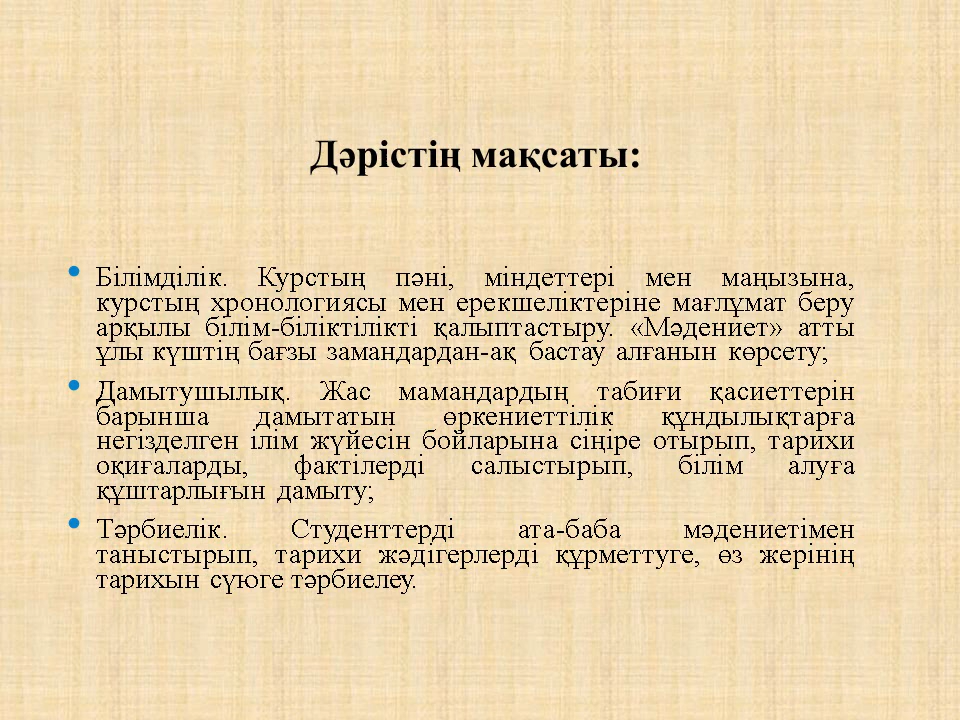 Дәрістің мақсаты:
• Білімділік. Курстың пәні, міндеттері мен маңызына,
курстың хронологиясы мен ерекшеліктеріне мағлұмат беру
арқылы білім-біліктілікті қалыптастыру. «Мәдениет» атты
ұлы күштің бағзы замандардан-ақ бастау алғанын көрсету;
• Дамытушылық. Жас мамандардың табиғи қасиеттерін
барынша дамытатын өркениеттілік құндылықтарға
негізделген ілім жүйесін бойларына сіңіре отырып, тарихи
оқиғаларды, фактілерді салыстырып, білім алуға
құштарлығын дамыту;
• Тәрбиелік. Студенттерді ата-баба мәдениетімен
таныстырып, тарихи жәдігерлерді құрметтуге, өз жерінің
тарихын сүюге тәрбиелеу.